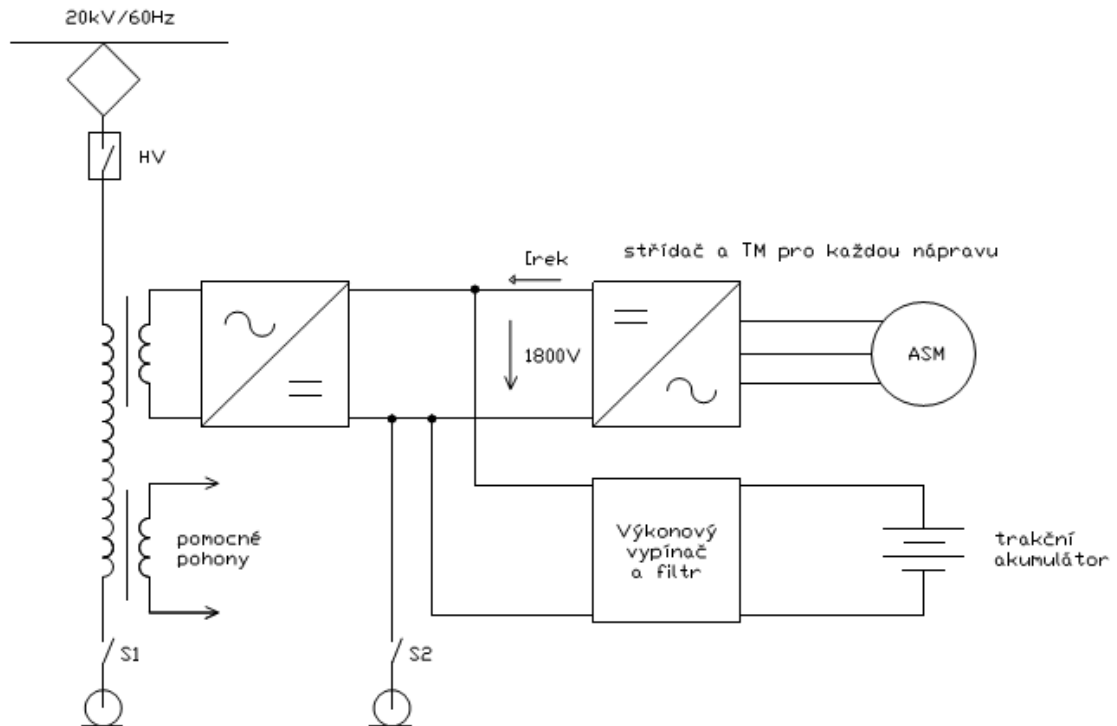 20kV/60Hz
HV
Irek
střídač a TM pro každou nápravu
1800V
ASM
pomocné
pohony
Výkonový
vypínač
a filtr
trakční
akumulátor
S1
S2